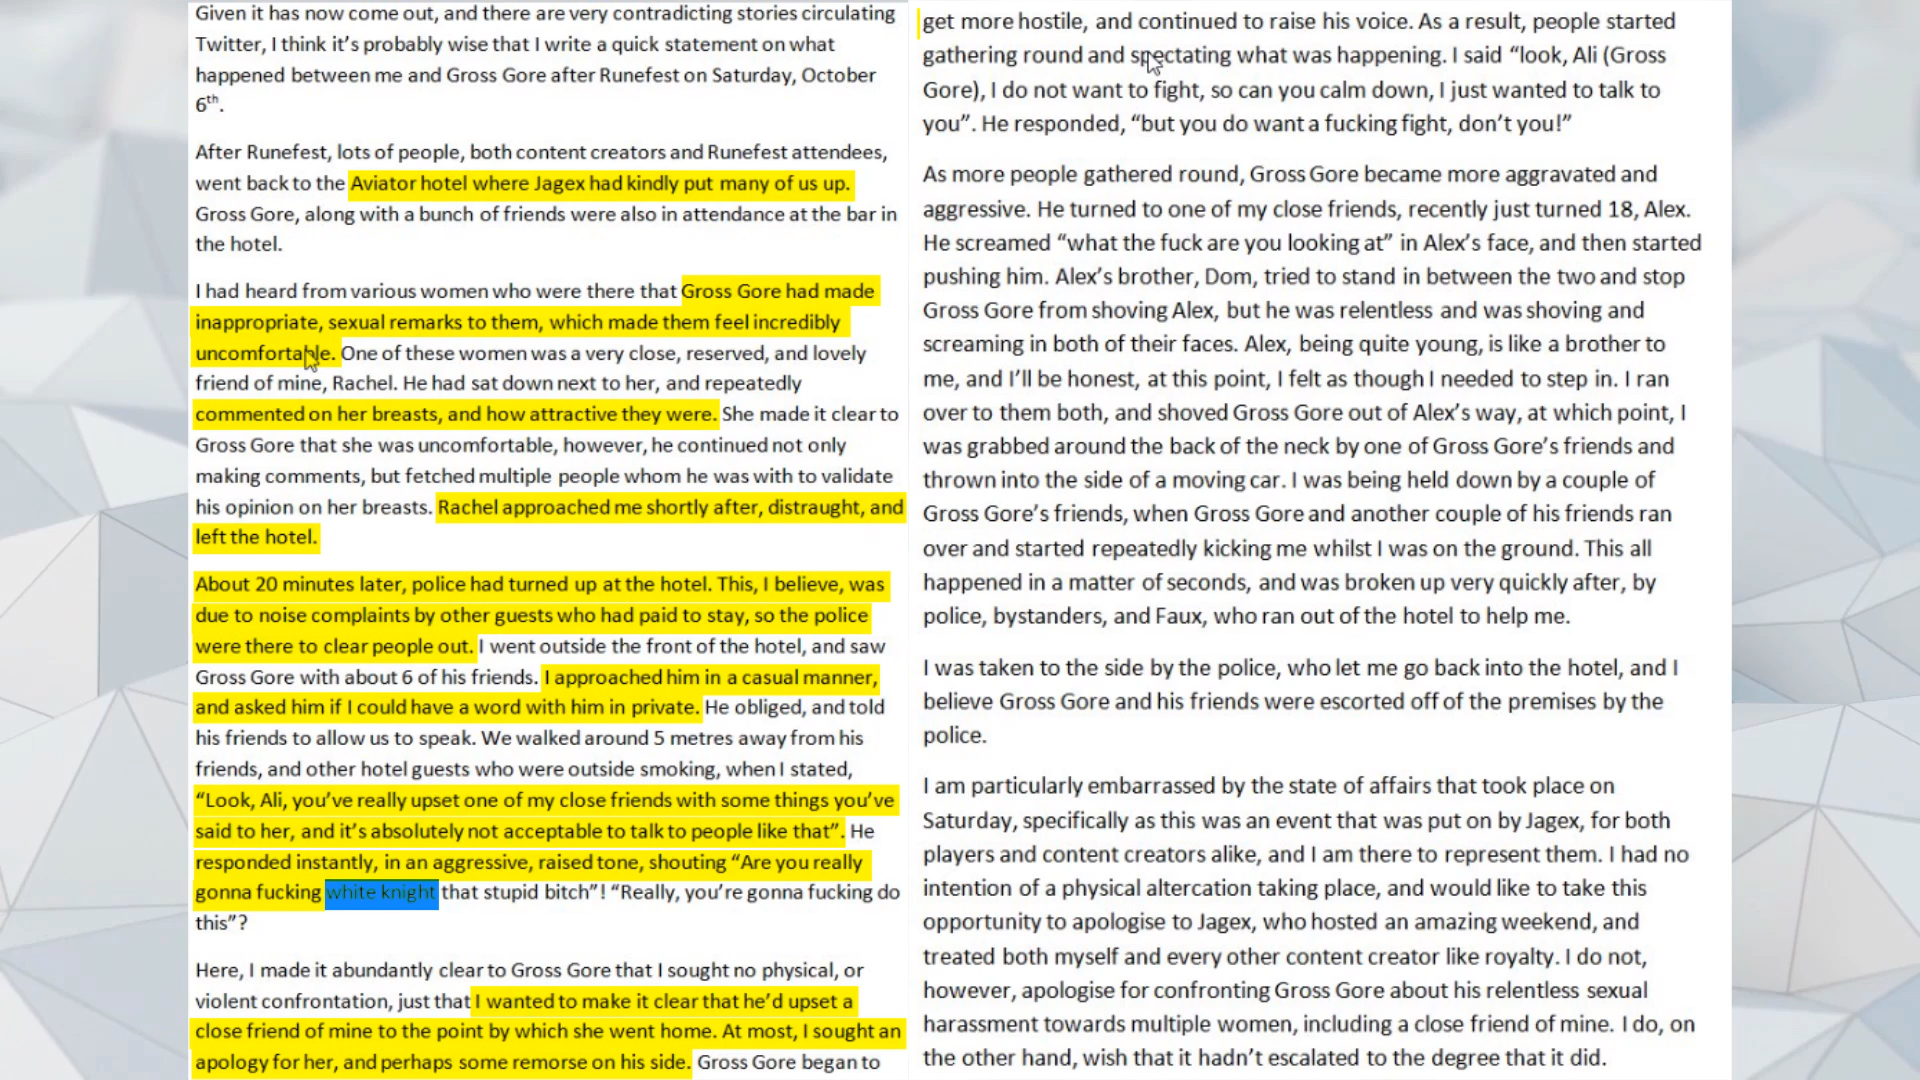 Given it has now come out, and there are very contradicting stories circulating
Twitter, I think it's probably wise that I write a quick statement on what
happened between me and Gross Gore after Runefest on Saturday, October
6th.
After Runefest, lots of people, both content creators and Runefest attendees,
went back to the Aviator hotel where Jagex had kindly put many of us up.
Gross Gore, along with a bunch of friends were also in attendance at the bar in
the hotel.
I had heard from various women who were there that Gross Gore had made
inappropriate, sexual remarks to them, which made them feel incredibly
uncomfortable. One of these women was a very close, reserved, and lovely
friend of mine, Rachel. He had sat down next to her, and repeatedly
commented on her breasts, and how attractive they were. She made it clear to
Gross Gore that she was uncomfortable, however, he continued not only
making comments, but fetched multiple people whom he was with to validate
his opinion on her breasts. Rachel approached me shortly after, distraught, and
left the hotel.
About 20 minutes later, police had turned up at the hotel. This, I believe, was
due to noise complaints by other guests who had paid to stay, so the police
were there to clear people out. I went outside the front of the hotel, and saw
Gross Gore with about 6 of his friends. I approached him in a casual manner,
and asked him if I could have a word with him in private. He obliged, and told
his friends to allow us to speak. We walked around 5 metres away from his
friends, and other hotel guests who were outside smoking, when I stated,
"Look, Ali, you've really upset one of my close friends with some things you've
said to her, and it's absolutely not acceptable to talk to people like that". He
responded instantly, in an aggressive, raised tone, shouting "Are you really
gonna fucking white knight that stupid bitch"! "Really, you're gonna fucking do
this"?
Here, I made it abundantly clear to Gross Gore that I sought no physical, or
violent confrontation, just that I wanted to make it clear that he'd upset a
close friend of mine to the point by which she went home. At most, I sought an
apology for her, and perhaps some remorse on his side. Gross Gore began to
get more hostile, and continued to raise his voice. As a result, people started
gathering round and spectating what was happening. I said "look, Ali (Gross
Gore), I do not want to fight, so can you calm down, I just wanted to talk to
you". He responded, "but you do want a fucking fight, don't you!"
As more people gathered round, Gross Gore became more aggravated and
aggressive. He turned to one of my close friends, recently just turned 18, Alex.
He screamed "what the fuck are you looking at" in Alex's face, and then started
pushing him. Alex's brother, Dom, tried to stand in between the two and stop
Gross Gore from shoving Alex, but he was relentless and was shoving and
screaming in both of their faces. Alex, being quite young, is like a brother to
me, and I'll be honest, at this point, I felt as though I needed to step in. I ran
over to them both, and shoved Gross Gore out of Alex's way, at which point, I
was grabbed around the back of the neck by one of Gross Gore's friends and
thrown into the side of a moving car. I was being held down by a couple of
Gross Gore's friends, when Gross Gore and another couple of his friends ran
over and started repeatedly kicking me whilst I was on the ground. This all
happened in a matter of seconds, and was broken up very quickly after, by
police, bystanders, and Faux, who ran out of the hotel to help me.
I was taken to the side by the police, who let me go back into the hotel, and I
believe Gross Gore and his friends were escorted off of the premises by the
police.
I am particularly embarrassed by the state of affairs that took place on
Saturday, specifically as this was an event that was put on by Jagex, for both
players and content creators alike, and I am there to represent them. I had no
intention of a physical altercation taking place, and would like to take this
opportunity to apologise to Jagex, who hosted an amazing weekend, and
treated both myself and every other content creator like royalty. I do not,
however, apologise for confronting Gross Gore about his relentless sexual
harassment towards multiple women, including a close friend of mine. I do, on
the other hand, wish that it hadn't escalated to the degree that it did.